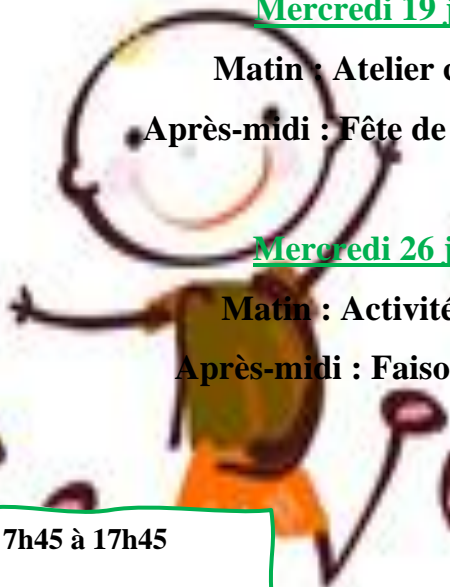 Mercredi 19 j
Matin : Atelier
Après-midi : Fête de
Mercredi 26 j
Matin : Activité
Après-midi : Faiso
7h45 à 17h45